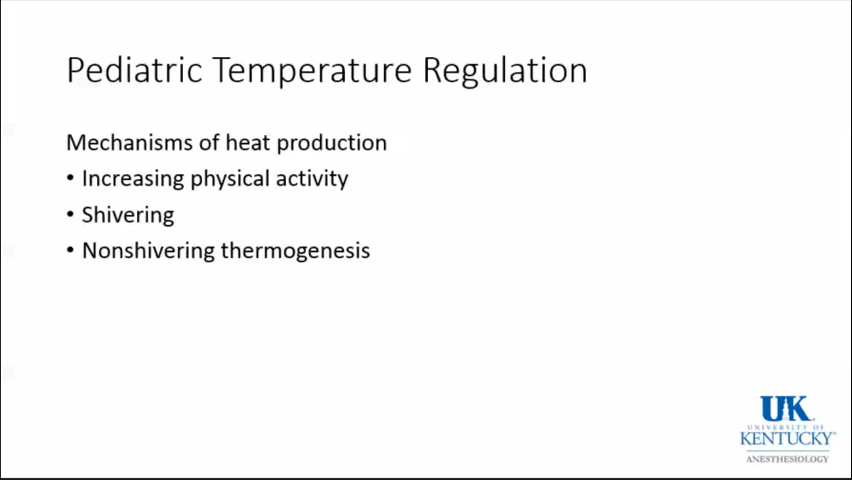 Pediatric Temperature Regulation
Mechanisms of heat production
• Increasing physical activity
• Shivering
• Nonshivering thermogenesis
UK
UNIVERSITY OF
KENTUCKY
ANESTHESIOLOGY